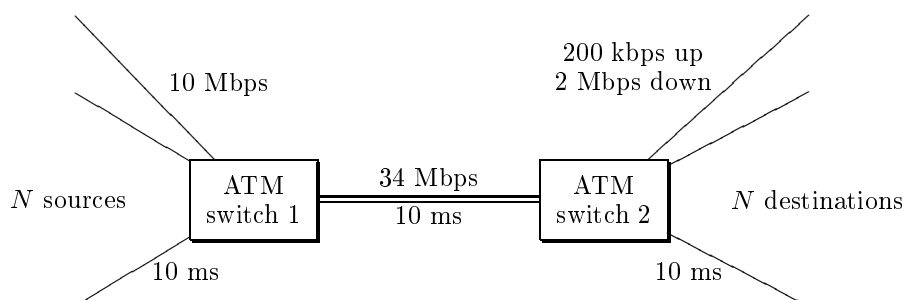 200 kbps up
2 Mbps down
10 Mbps
N sources
ATM
switch 1
34 Mbps
10 ms
ATM
switch 2
N destinations
10 ms
10 ms